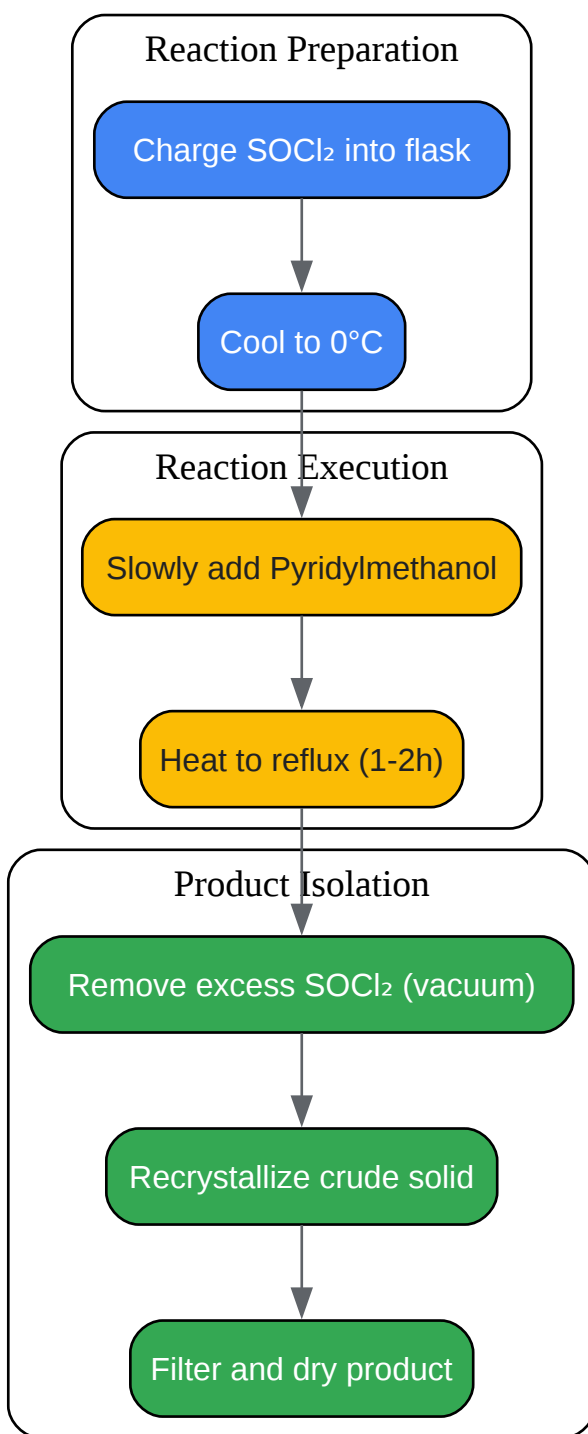 Reaction Preparation
Charge SOCl₂ into flask
Cool to 0°C
Reaction Execution
Slowly add Pyridylmethanol
Heat to reflux (1-2h)
Product Isolation
Remove excess SOCl₂ (vacuum)
Recrystallize crude solid
Filter and dry product